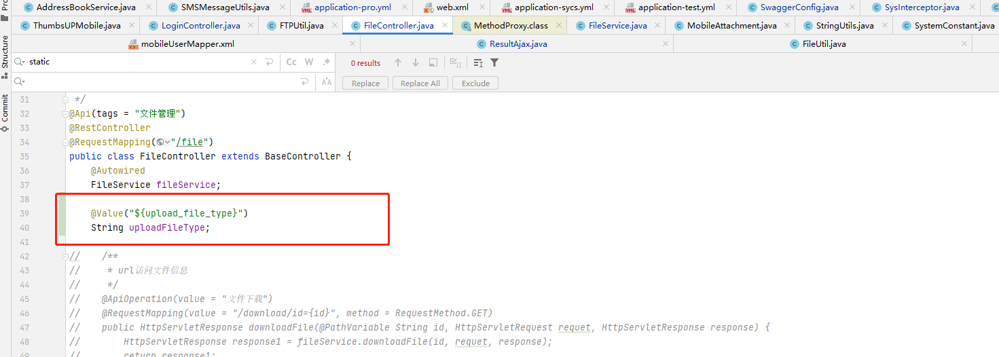 AddressBookService.java SMSMessageUtils.java application-pro.yml web.xml application-sycs.yml application-test.yml SwaggerConfig.java SysInterceptor.java
ThumbsUPMobile.java LoginController.java FTPUtil.java FileController.java MethodProxy.class FileService.java MobileAttachment.java StringUtils.java SystemConstant.java
mobileUserMapper.xml ResultAjax.java FileUtil.java
Structure
Commit
static Cc W .* 0 results
Replace Replace All Exclude
31 */
32 @Api(tags = "文件管理")
33 @RestController
34 @RequestMapping("/file")
35 public class FileController extends BaseController {
36 @Autowired
37 FileService fileService;
38
39 @Value("${upload_file_type}")
40 String uploadFileType;
41
42 // /**
43 // * url访问文件信息
44 // */
45 // @ApiOperation(value = "文件下载")
46 // @RequestMapping(value = "/download/id={id}", method = RequestMethod.GET)
47 // public HttpServletResponse downloadFile(@PathVariable String id, HttpServletRequest requet, HttpServletResponse response) {
48 // HttpServletResponse response1 = fileService.downloadFile(id, requet, response);
49 // return response1;